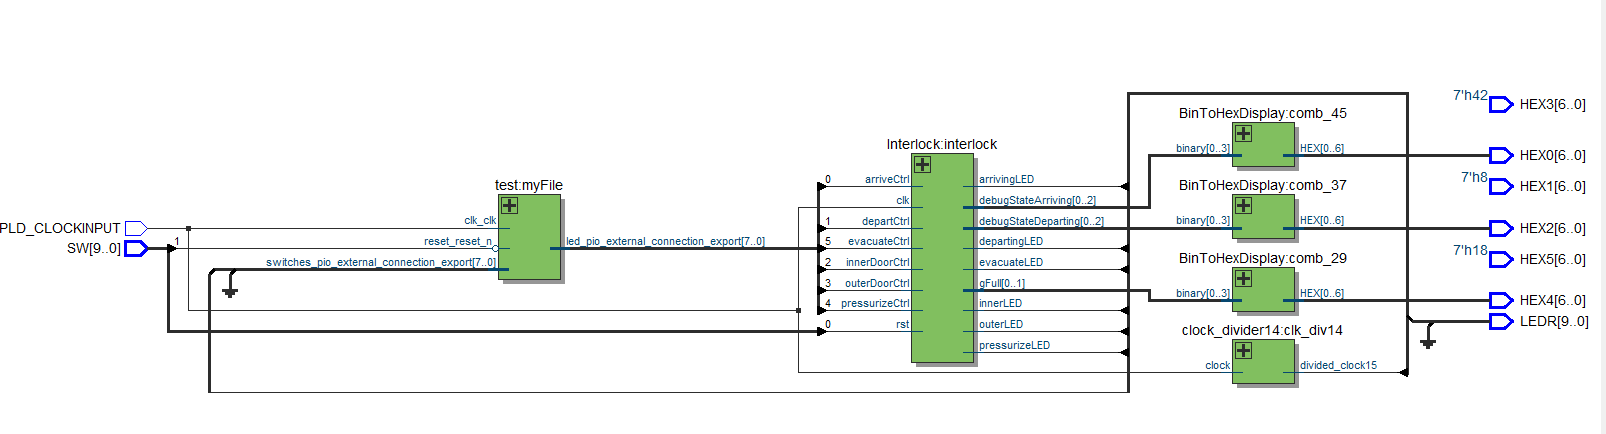 7'h42
HEX3[6..0]
BinToHexDisplay:comb_45
Interlock:interlock
binary[0..3]
HEX[0..6]
HEX0[6..0]
test:myFile
0
arriveCtrl
arrivingLED
BinToHexDisplay:comb_37
7'h8
HEX1[6..0]
clk
debugStateArriving[0..2]
PLD_CLOCKINPUT
clk_clk
1
departCtrl
debugStateDeparting[0..2]
binary[0..3]
HEX[0..6]
HEX2[6..0]
SW[9..0]
1
reset_reset_n
led_pio_external_connection_export[7..0]
5
evacuateCtrl
departingLED
7'h18
HEX5[6..0]
switches_pio_external_connection_export[7..0]
2
innerDoorCtrl
evacuateLED
BinToHexDisplay:comb_29
3
outerDoorCtrl
gFull[0..1]
binary[0..3]
HEX[0..6]
HEX4[6..0]
4
pressurizeCtrl
innerLED
0
rst
outerLED
clock_divider14:clk_div14
LEDR[9..0]
pressurizeLED
clock
divided_clock15